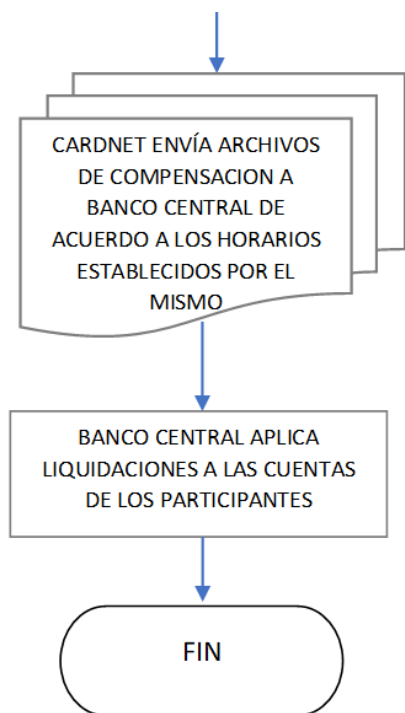 CARDNET ENVÍA ARCHIVOS
DE COMPENSACION A
BANCO CENTRAL DE
ACUERDO A LOS HORARIOS
ESTABLECIDOS POR EL
MISMO
BANCO CENTRAL APLICA
LIQUIDACIONES A LAS CUENTAS
DE LOS PARTICIPANTES
FIN